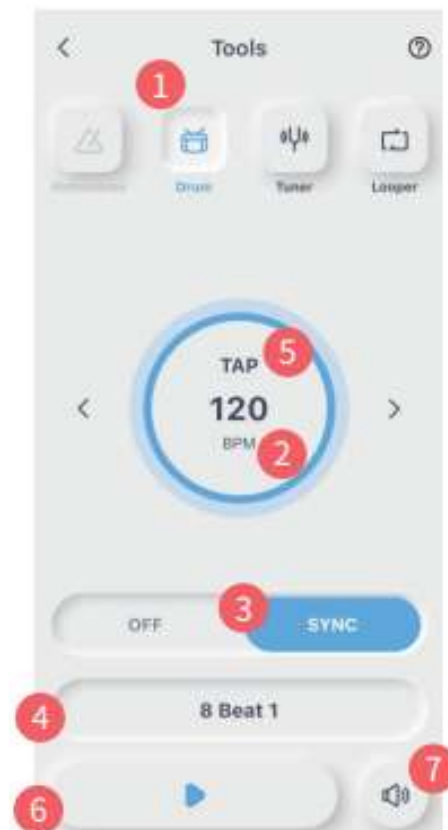 Tools
1
Drum Tuner Looper
TAP 5
120
BPM 2
3
OFF SYNC
4 8 Beat 1
7
6